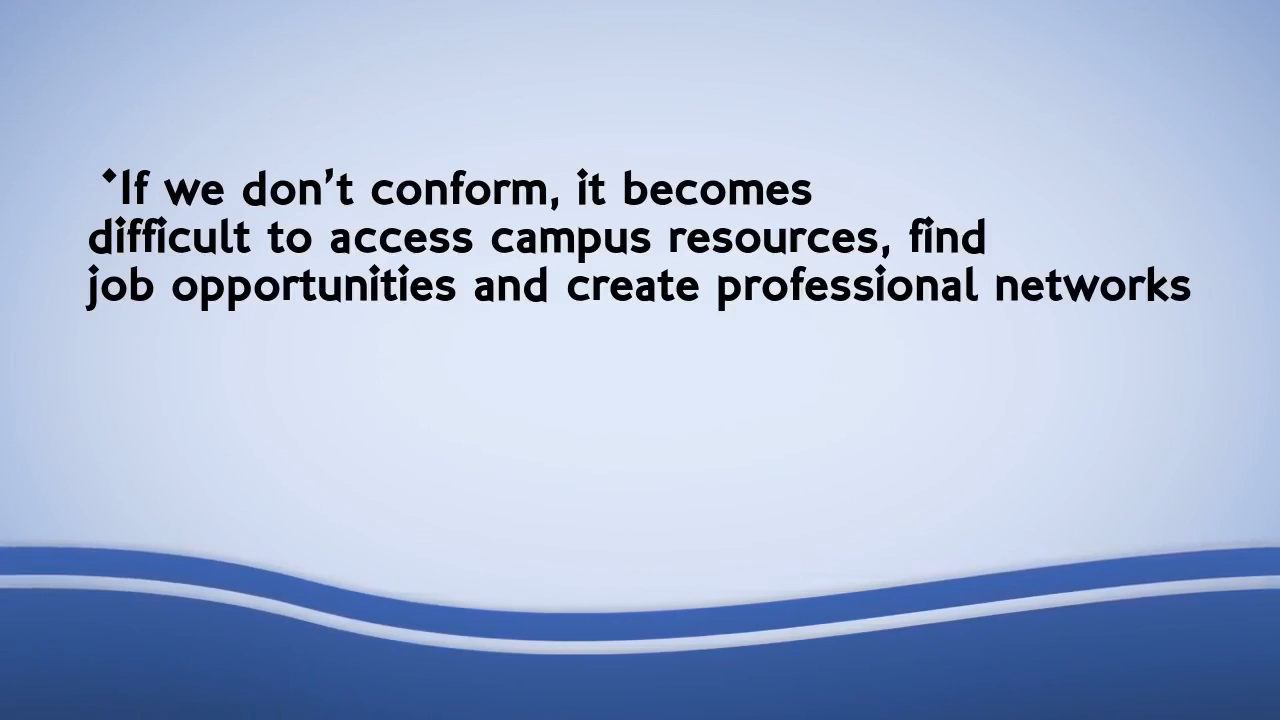 •If we don’t conform, it becomes
difficult to access campus resources, find
job opportunities and create professional networks